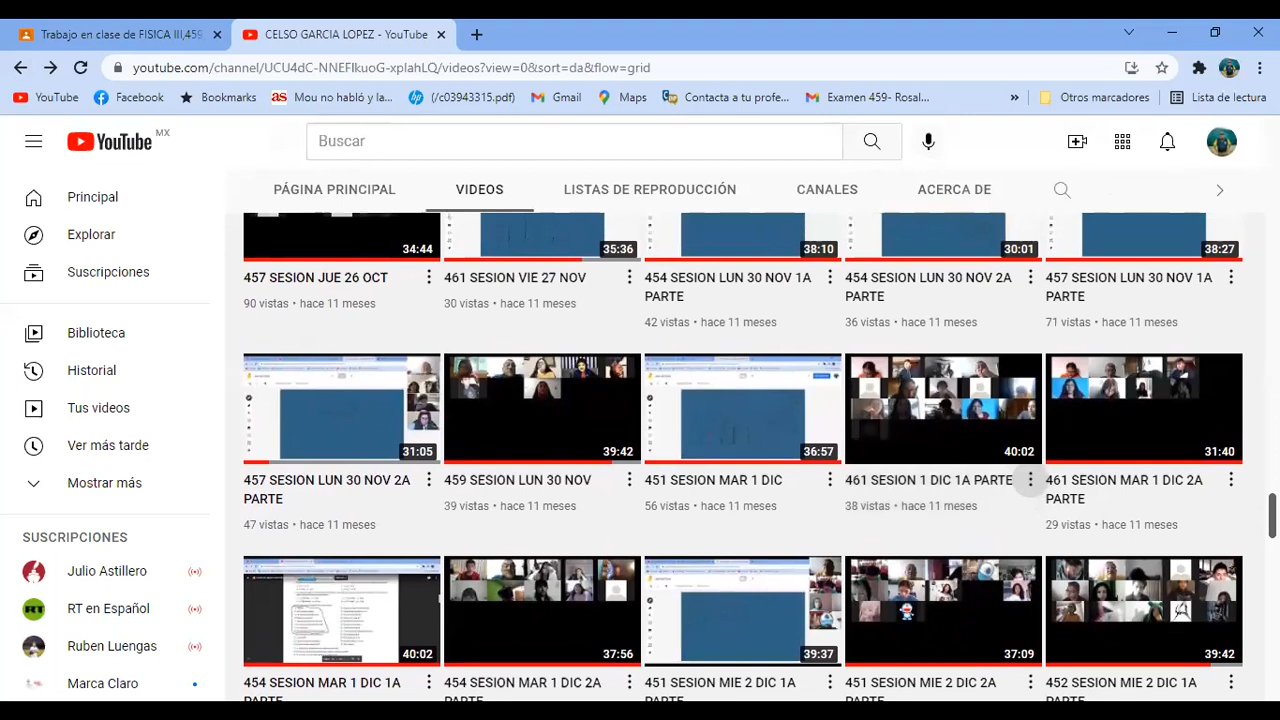 Trabajo en clase de FISICA III,459
CELSO GARCIA LOPEZ - YouTube
youtube.com/channel/UCU4dC-NNEFIkuoG-xplahLQ/videos?view=0&sort=da&flow=grid
YouTube Facebook Bookmarks as Mou no habló y la... hp (/c03943315.pdf) Gmail Maps Contacta a tu profe... Examen 459- Rosal... » Otros marcadores Lista de lectura
YouTube MX
Buscar
PÁGINA PRINCIPAL VIDEOS LISTAS DE REPRODUCCIÓN CANALES ACERCA DE
Principal
Explorar
Suscripciones
Biblioteca
Historial
Tus videos
Ver más tarde
Mostrar más
SUSCRIPCIONES
Julio Astillero
RT en Español
Ruben Luengas
Marca Claro
34:44 35:36 38:10 30:01 38:27
457 SESION JUE 26 OCT
90 vistas • hace 11 meses
461 SESION VIE 27 NOV
30 vistas • hace 11 meses
454 SESION LUN 30 NOV 1A
PARTE
42 vistas • hace 11 meses
454 SESION LUN 30 NOV 2A
PARTE
36 vistas • hace 11 meses
457 SESION LUN 30 NOV 1A
PARTE
71 vistas • hace 11 meses
31:05 39:42 36:57 40:02 31:40
457 SESION LUN 30 NOV 2A
PARTE
47 vistas • hace 11 meses
459 SESION LUN 30 NOV
39 vistas • hace 11 meses
451 SESION MAR 1 DIC
56 vistas • hace 11 meses
461 SESION 1 DIC 1A PARTE
38 vistas • hace 11 meses
461 SESION MAR 1 DIC 2A
PARTE
29 vistas • hace 11 meses
40:02 37:56 39:37 37:09 39:42
454 SESION MAR 1 DIC 1A
PARTE
454 SESION MAR 1 DIC 2A
PARTE
451 SESION MIE 2 DIC 1A
PARTE
451 SESION MIE 2 DIC 2A
PARTE
452 SESION MIE 2 DIC 1A
PARTE